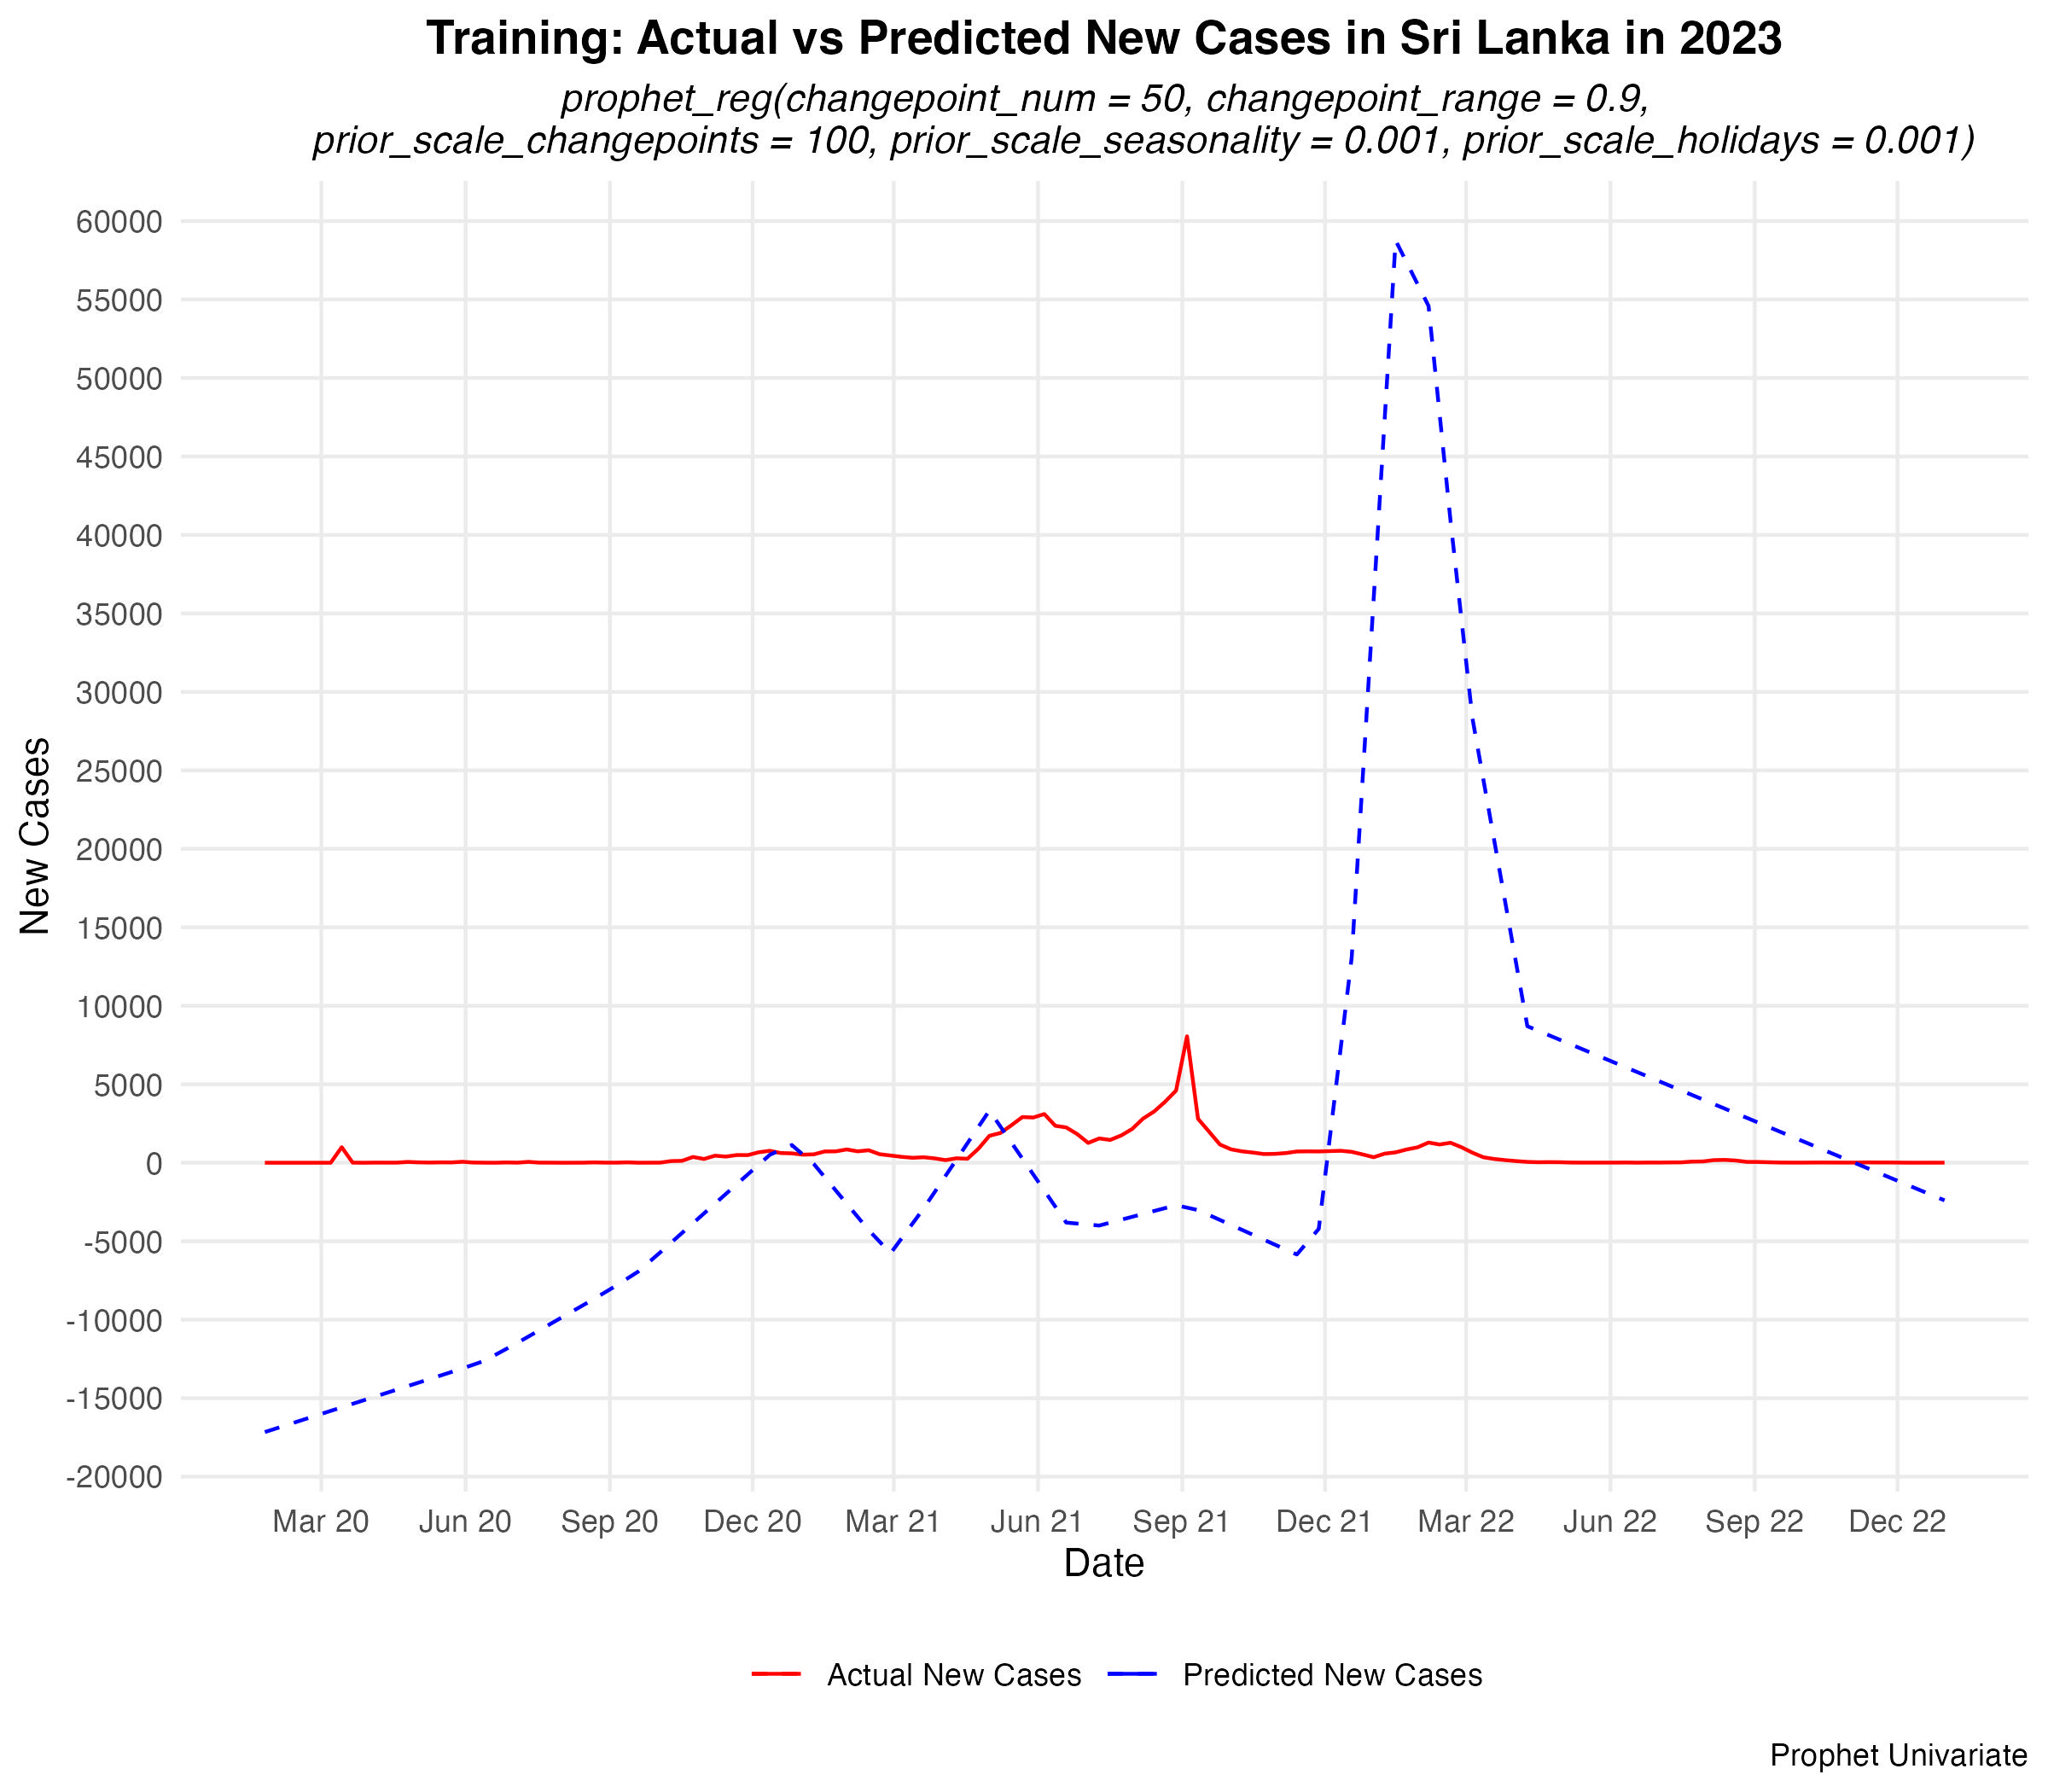 Training: Actual vs Predicted New Cases in Sri Lanka in 2023
prophet_reg(changepoint_num = 50, changepoint_range = 0.9,
prior_scale_changepoints = 100, prior_scale_seasonality = 0.001, prior_scale_holidays = 0.001)
New Cases
60000
55000
50000
45000
40000
35000
30000
25000
20000
15000
10000
5000
0
-5000
-10000
-15000
-20000
Mar 20 Jun 20 Sep 20 Dec 20 Mar 21 Jun 21 Sep 21 Dec 21 Mar 22 Jun 22 Sep 22 Dec 22
Date
Actual New Cases Predicted New Cases
Prophet Univariate